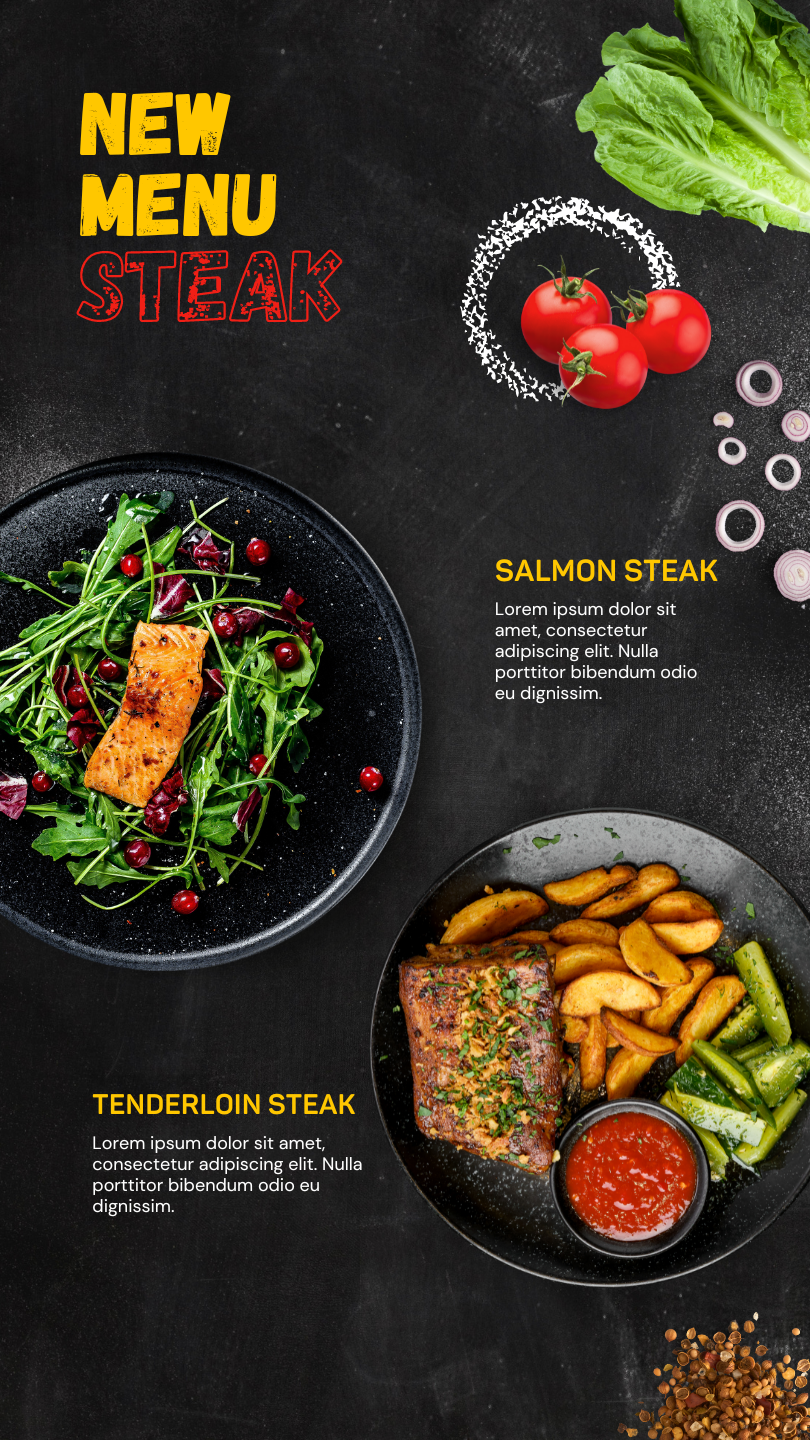 NEW
MENU
STEAK
SALMON STEAK
Lorem ipsum dolor sit
amet, consectetur
adipiscing elit. Nulla
porttitor bibendum odio
eu dignissim.
TENDERLOIN STEAK
Lorem ipsum dolor sit amet,
consectetur adipiscing elit. Nulla
porttitor bibendum odio eu
dignissim.